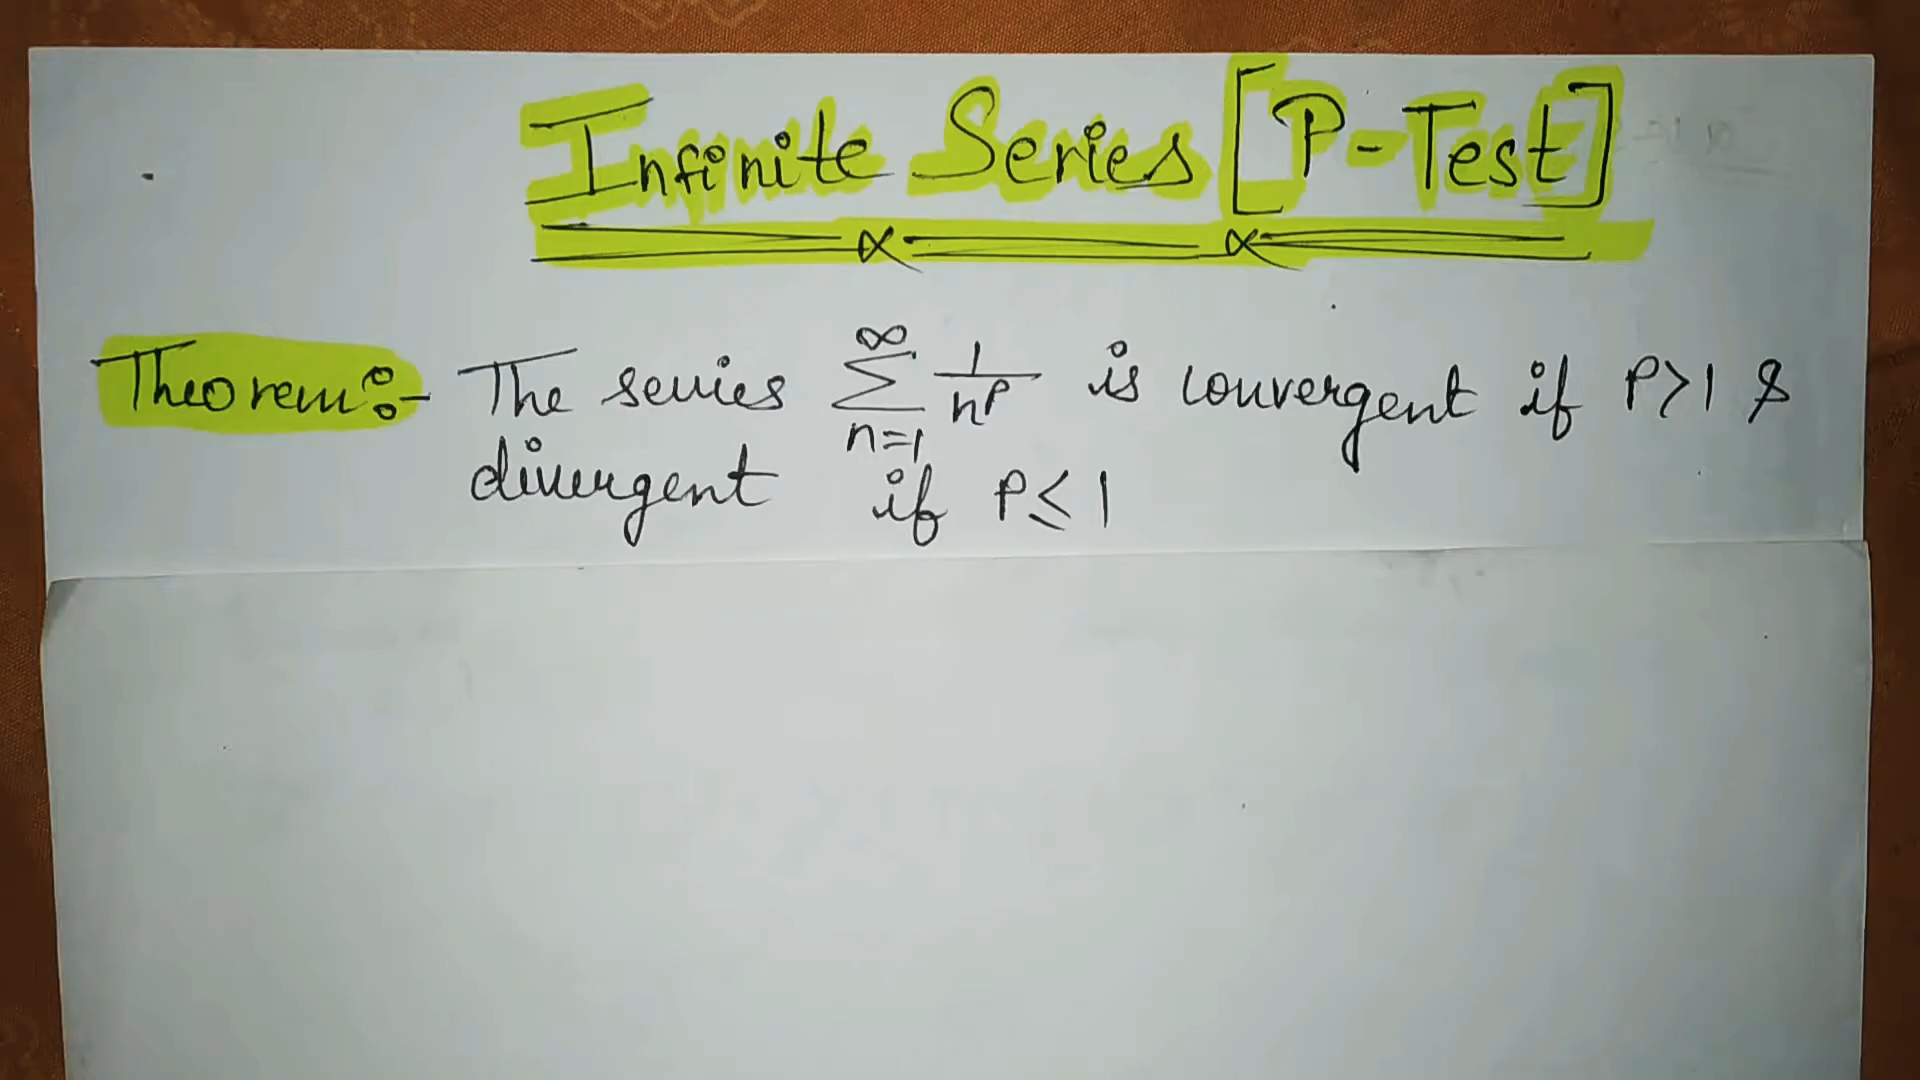 Infinite Series [P-Test]
Theorem:- The series ∞∑n=1 1/n^p is convergent if P>1 &
divergent if P≤1